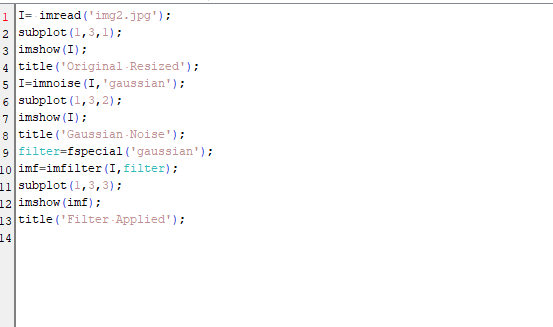 1 I= imread('img2.jpg');
2 subplot(1,3,1);
3 imshow(I);
4 title('Original·Resized');
5 I=imnoise(I,'gaussian');
6 subplot(1,3,2);
7 imshow(I);
8 title('Gaussian·Noise');
9 filter=fspecial('gaussian');
10 imf=imfilter(I,filter);
11 subplot(1,3,3);
12 imshow(imf);
13 title('Filter·Applied');
14